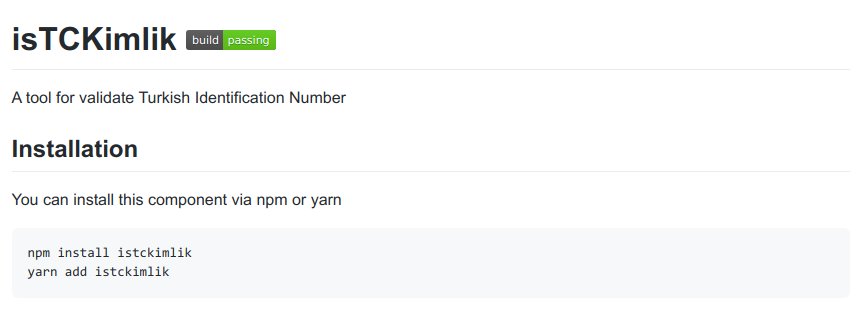 isTCKimlik build passing
A tool for validate Turkish Identification Number
Installation
You can install this component via npm or yarn
npm install istckimlik
yarn add istckimlik